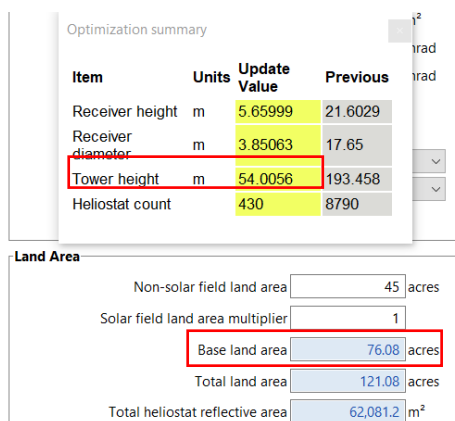 Optimization summary
m²
nrad
nrad
Item Units Update Value Previous
Receiver height m 5.65999 21.6029
Receiver diameter m 3.85063 17.65
Tower height m 54.0056 193.458
Heliostat count 430 8790
Land Area
Non-solar field land area 45 acres
Solar field land area multiplier 1
Base land area 76.08 acres
Total land area 121.08 acres
Total heliostat reflective area 62,081.2 m²